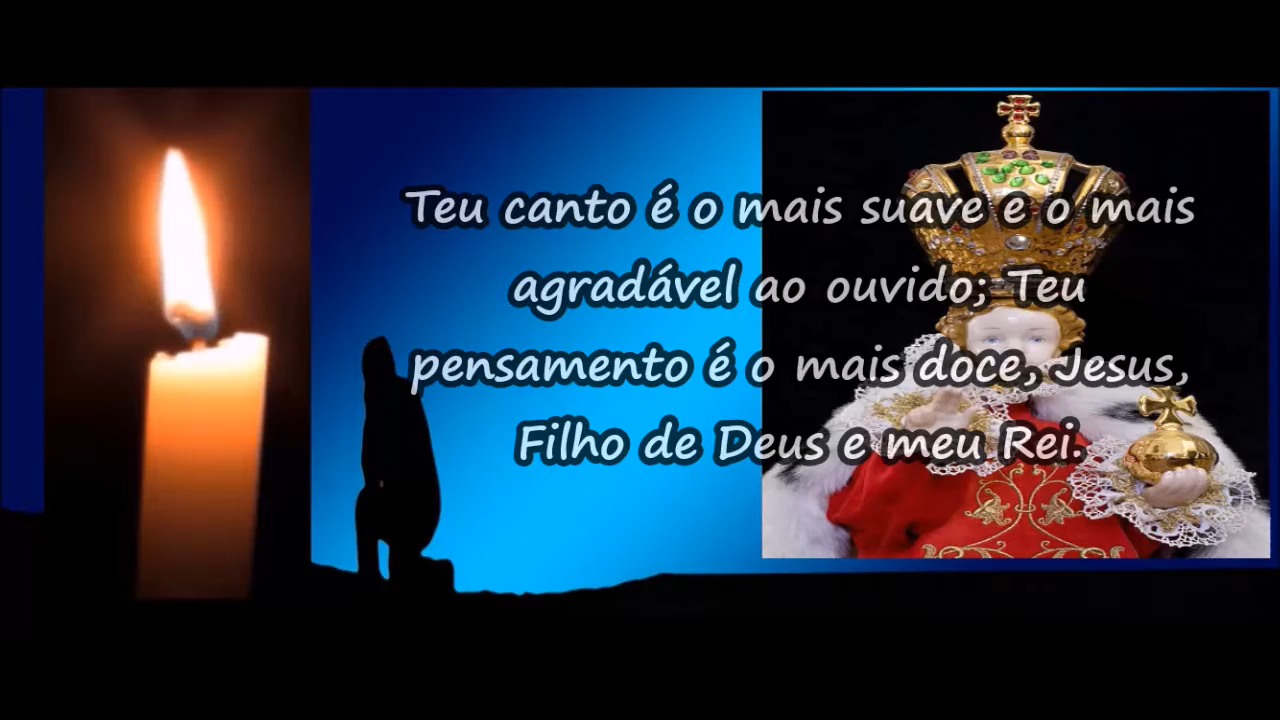 Teu canto é o mais suave e o mais
agradável ao ouvido; Teu
pensamento é o mais doce, Jesus,
Filho de Deus e meu Rei.